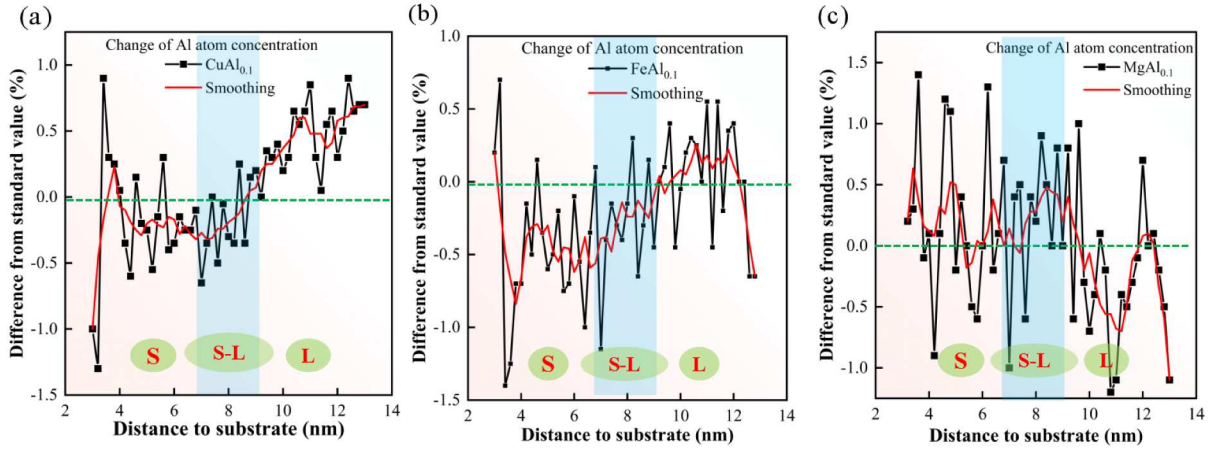 (a)
Change of Al atom concentration
CuAl0.1
Smoothing
Difference from standard value (%)
1.0
0.5
0.0
-0.5
-1.0
-1.5
S
S-L
L
2 4 6 8 10 12 14
Distance to substrate (nm)
(b)
Change of Al atom concentration
FeAl0.1
Smoothing
Difference from standard value (%)
1.0
0.5
0.0
-0.5
-1.0
-1.5
S
S-L
L
2 4 6 8 10 12 14
Distance to substrate (nm)
(c)
Change of Al atom concentration
MgAl0.1
Smoothing
Difference from standard value (%)
1.5
1.0
0.5
0.0
-0.5
-1.0
S
S-L
L
2 4 6 8 10 12 14
Distance to substrate (nm)